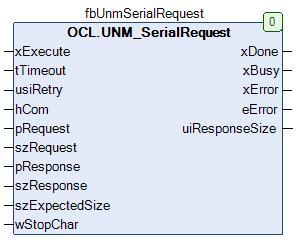 fbUnmSerialRequest
0
OCL.UNM_SerialRequest
xExecute xDone
tTimeout xBusy
usiRetry xError
hCom eError
pRequest uiResponseSize
szRequest
pResponse
szResponse
szExpectedSize
wStopChar